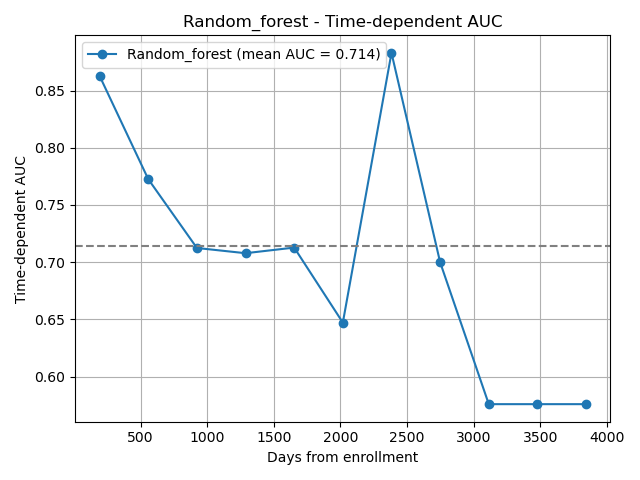 Random_forest - Time-dependent AUC
Random_forest (mean AUC = 0.714)
Time-dependent AUC
0.85
0.80
0.75
0.70
0.65
0.60
500 1000 1500 2000 2500 3000 3500 4000
Days from enrollment